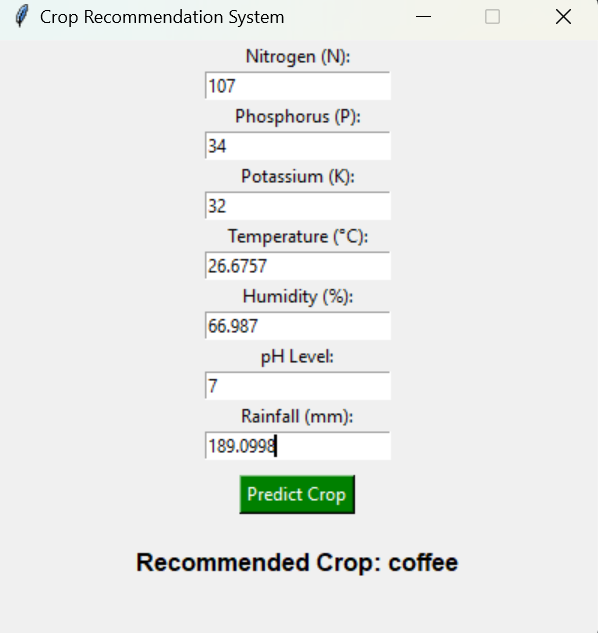 Crop Recommendation System
Nitrogen (N):
107
Phosphorus (P):
34
Potassium (K):
32
Temperature (°C):
26.6757
Humidity (%):
66.987
pH Level:
7
Rainfall (mm):
189.0998
Predict Crop
Recommended Crop: coffee